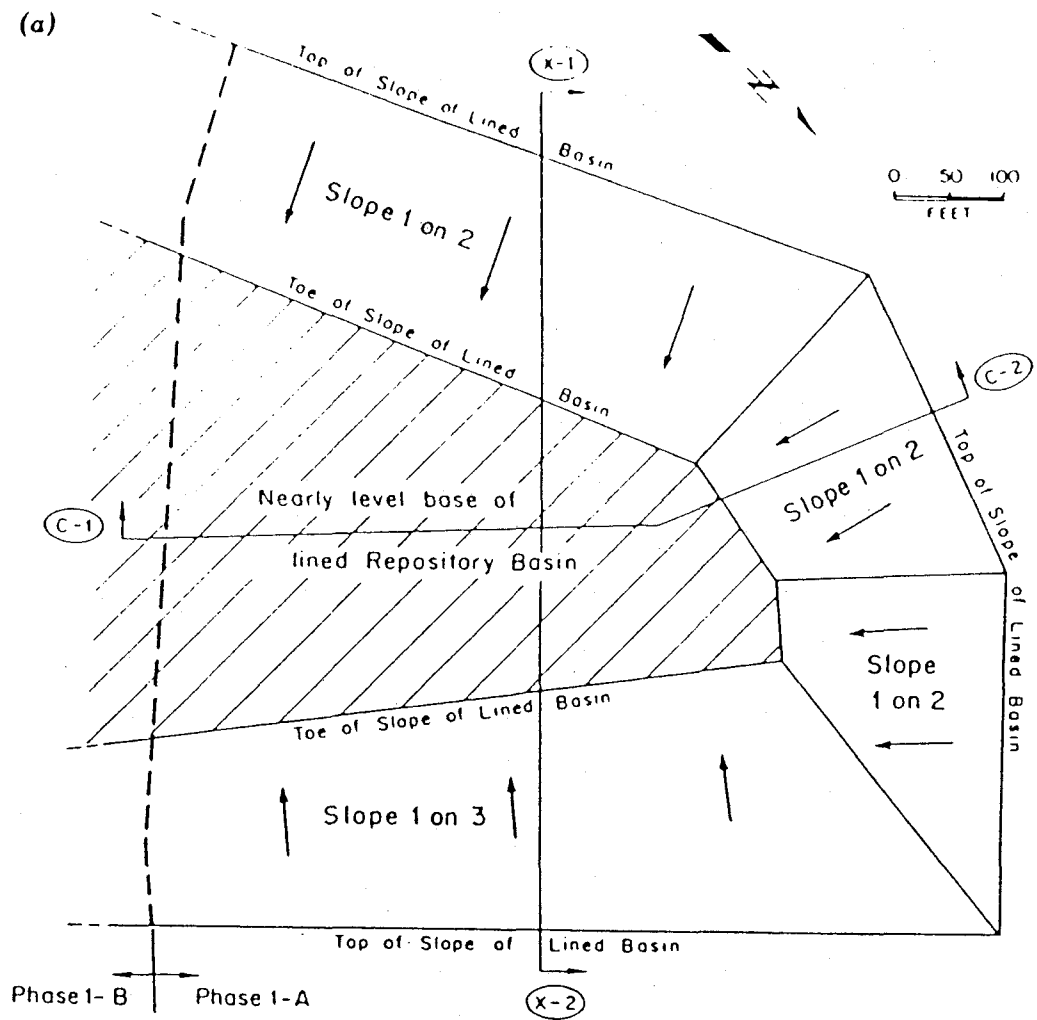 (a)
X-1
N
Top of Slope of Lined Basin
0 50 100
FEET
Slope 1 on 2
Toe of Slope of Lined Basin
C-2
Top of Slope of Lined Basin
Slope 1 on 2
Nearly level base of
lined Repository Basin
C-1
Slope
1 on 2
Toe of Slope of Lined Basin
Slope 1 on 3
Top of Slope of Lined Basin
Phase 1-B
Phase 1-A
X-2